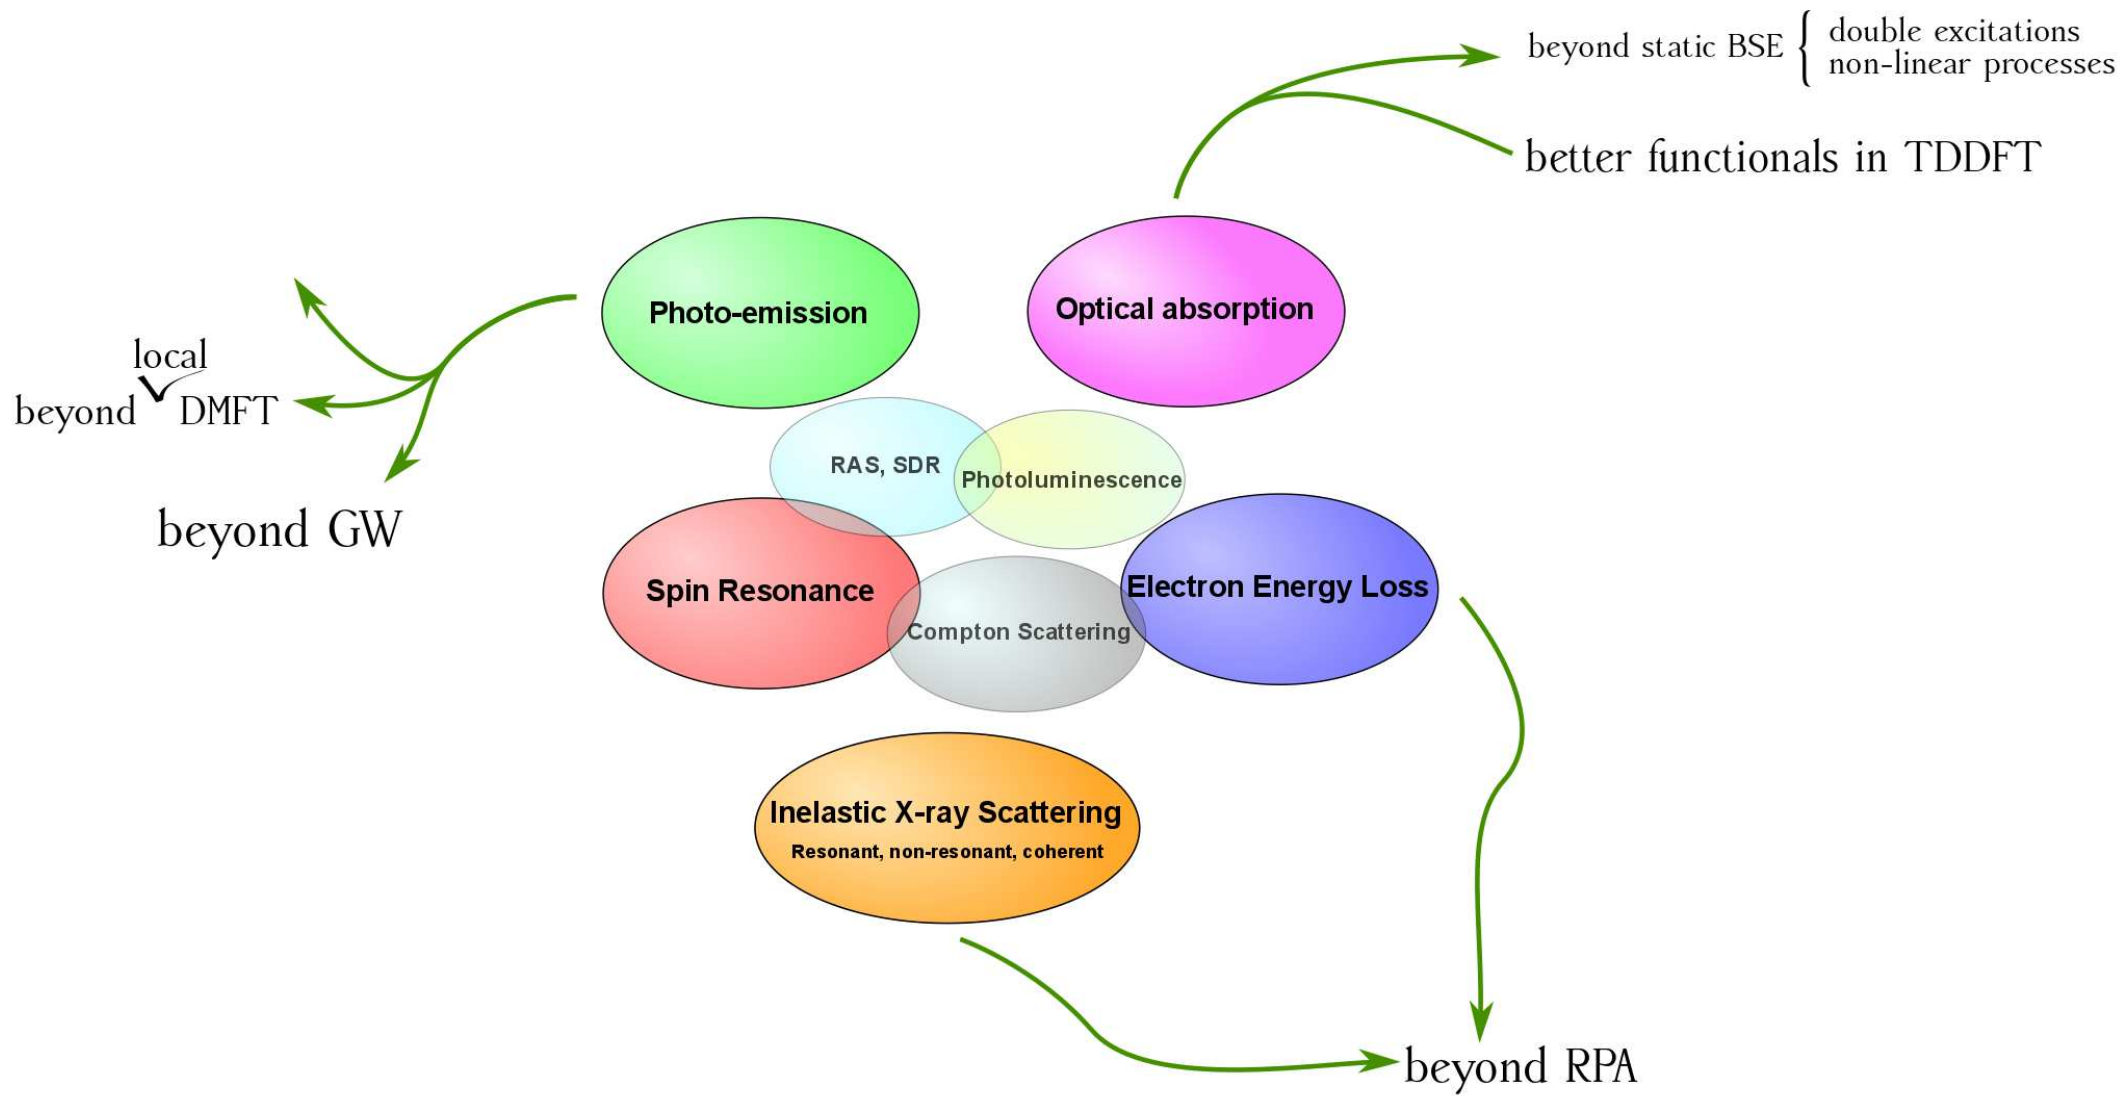 beyond static BSE { double excitations
non-linear processes
better functionals in TDDFT
Photo-emission
Optical absorption
local
beyond DMFT
RAS, SDR
Photoluminescence
beyond GW
Spin Resonance
Electron Energy Loss
Compton Scattering
Inelastic X-ray Scattering
Resonant, non-resonant, coherent
beyond RPA